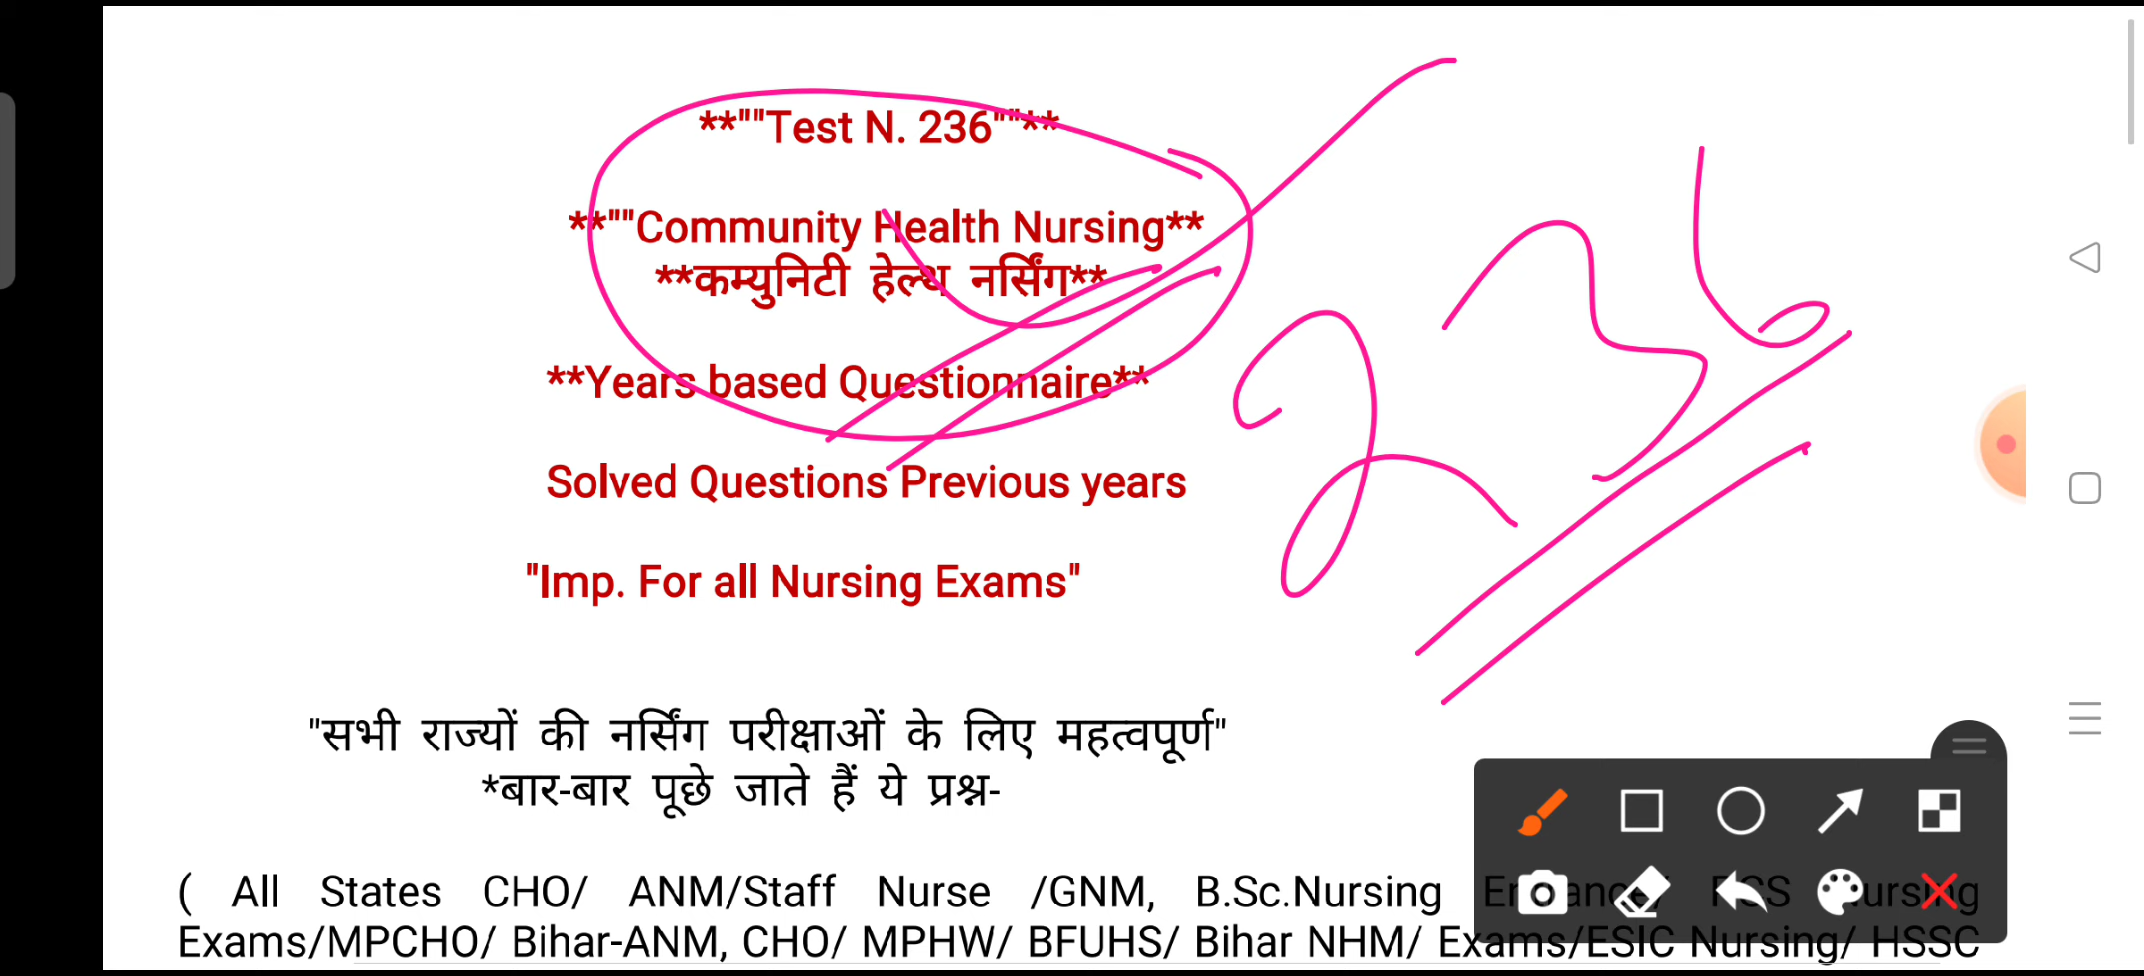 **""Test N. 236""**
**""Community Health Nursing**
**कम्युनिटी हेल्थ नर्सिंग**
**Years based Questionnaire**
Solved Questions Previous years
"Imp. For all Nursing Exams"
236
"सभी राज्यों की नर्सिंग परीक्षाओं के लिए महत्वपूर्ण"
*बार-बार पूछे जाते हैं ये प्रश्न-
( All States CHO/ ANM/Staff Nurse /GNM, B.Sc.Nursing
Exams/MPCHO/ Bihar-ANM, CHO/ MPHW/ BFUHS/ Bihar NHM/ Exams/ESIC Nursing/ HSSC